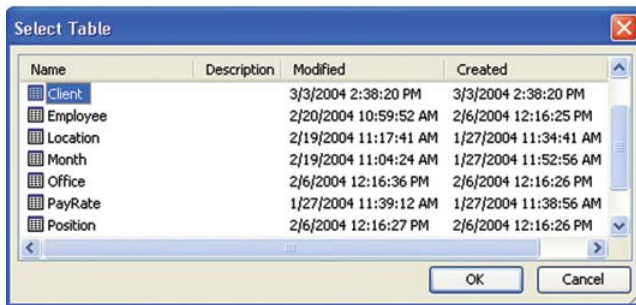 Select Table
Name Description Modified Created
Client 3/3/2004 2:38:20 PM 3/3/2004 2:38:20 PM
Employee 2/20/2004 10:59:52 AM 2/6/2004 12:16:25 PM
Location 2/19/2004 11:17:41 AM 1/27/2004 11:34:41 AM
Month 2/19/2004 11:04:24 AM 1/27/2004 11:52:56 AM
Office 2/6/2004 12:16:36 PM 2/6/2004 12:16:26 PM
PayRate 1/27/2004 11:39:12 AM 1/27/2004 11:38:56 AM
Position 2/6/2004 12:16:27 PM 2/6/2004 12:16:26 PM
OK Cancel